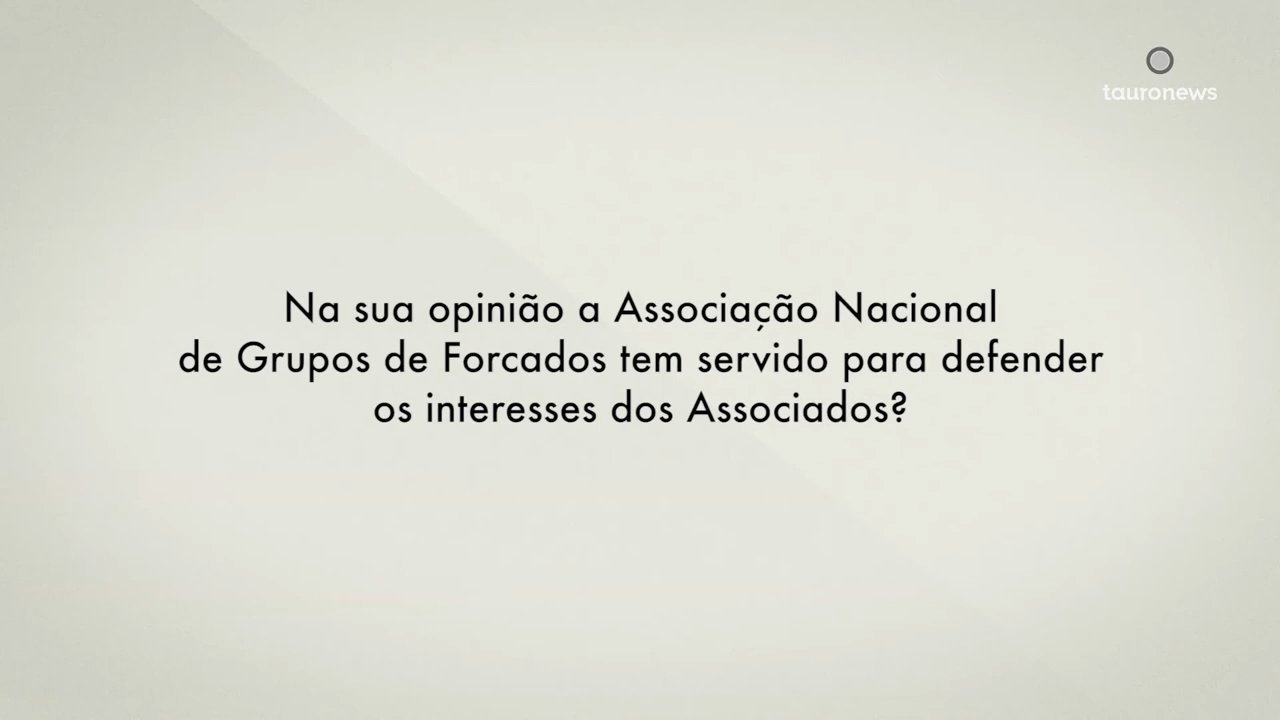 tauronews
Na sua opinião a Associação Nacional
de Grupos de Forcados tem servido para defender
os interesses dos Associados?